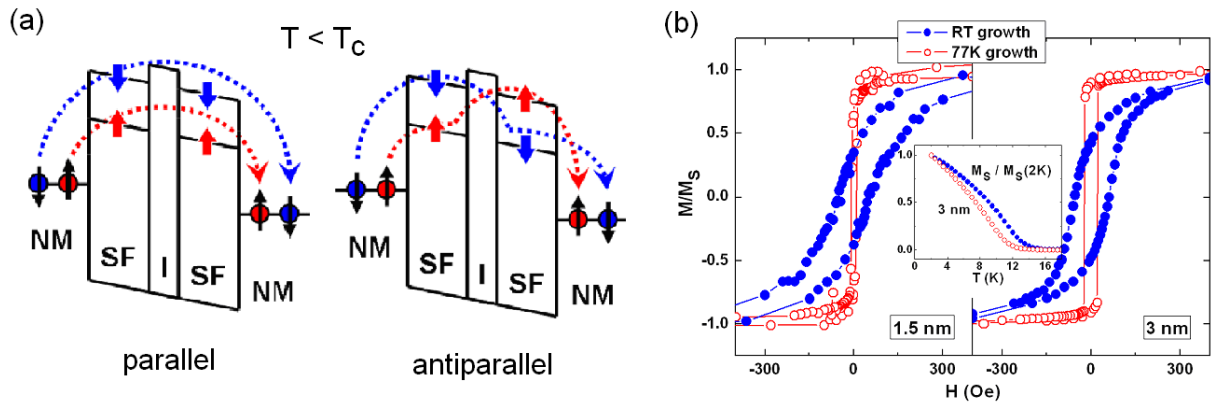 (a)
T < TC
NM
SF
I
SF
NM
parallel
NM
SF
I
SF
NM
antiparallel
(b)
RT growth
77K growth
M/MS
1.0
0.5
0.0
-0.5
-1.0
1.5 nm
3 nm
MS / MS(2K)
3 nm
1.0
0.5
0.0
0 4 8 12 16
T (K)
-300 0 300 -300 0 300
H (Oe)